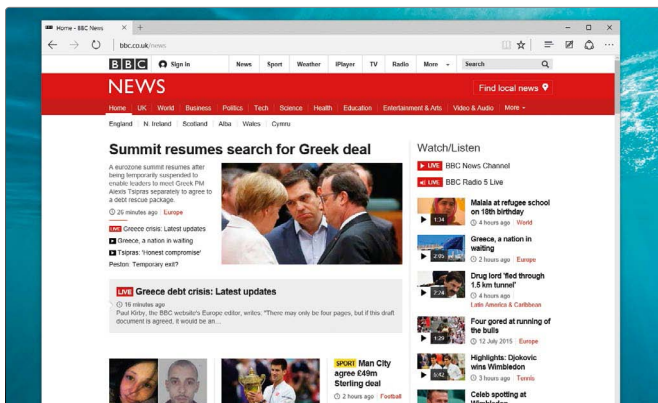 Home - BBC News
bbc.co.uk/news
BBC Sign in News Sport Weather iPlayer TV Radio More Search
NEWS
Find local news
Home UK World Business Politics Tech Science Health Education Entertainment & Arts Video & Audio More
England N. Ireland Scotland Alba Wales Cymru
Summit resumes search for Greek deal
A eurozone summit resumes after
being temporarily suspended to
enable leaders to meet Greek PM
Alexis Tsipras separately to agree to
a debt rescue package.
26 minutes ago Europe
LIVE Greece crisis: Latest updates
Greece, a nation in waiting
Tsipras: 'Honest compromise'
Peston: Temporary exit?
LIVE Greece debt crisis: Latest updates
16 minutes ago
Paul Kirby, the BBC website's Europe editor, writes: "There may only be four pages, but if this draft
document is agreed, it would be an...
SPORT Man City
agree £49m
Sterling deal
2 hours ago Football
Watch/Listen
LIVE BBC News Channel
LIVE BBC Radio 5 Live
1:34
Malala at refugee school
on 18th birthday
4 hours ago World
2:05
Greece, a nation in
waiting
2 hours ago Europe
2:24
Drug lord 'fled through
1.5 km tunnel'
4 hours ago
Latin America & Caribbean
1:29
Four gored at running of
the bulls
12 July 2015 Europe
5:42
Highlights: Djokovic
wins Wimbledon
3 hours ago Tennis
Celeb spotting at
Wimbledon